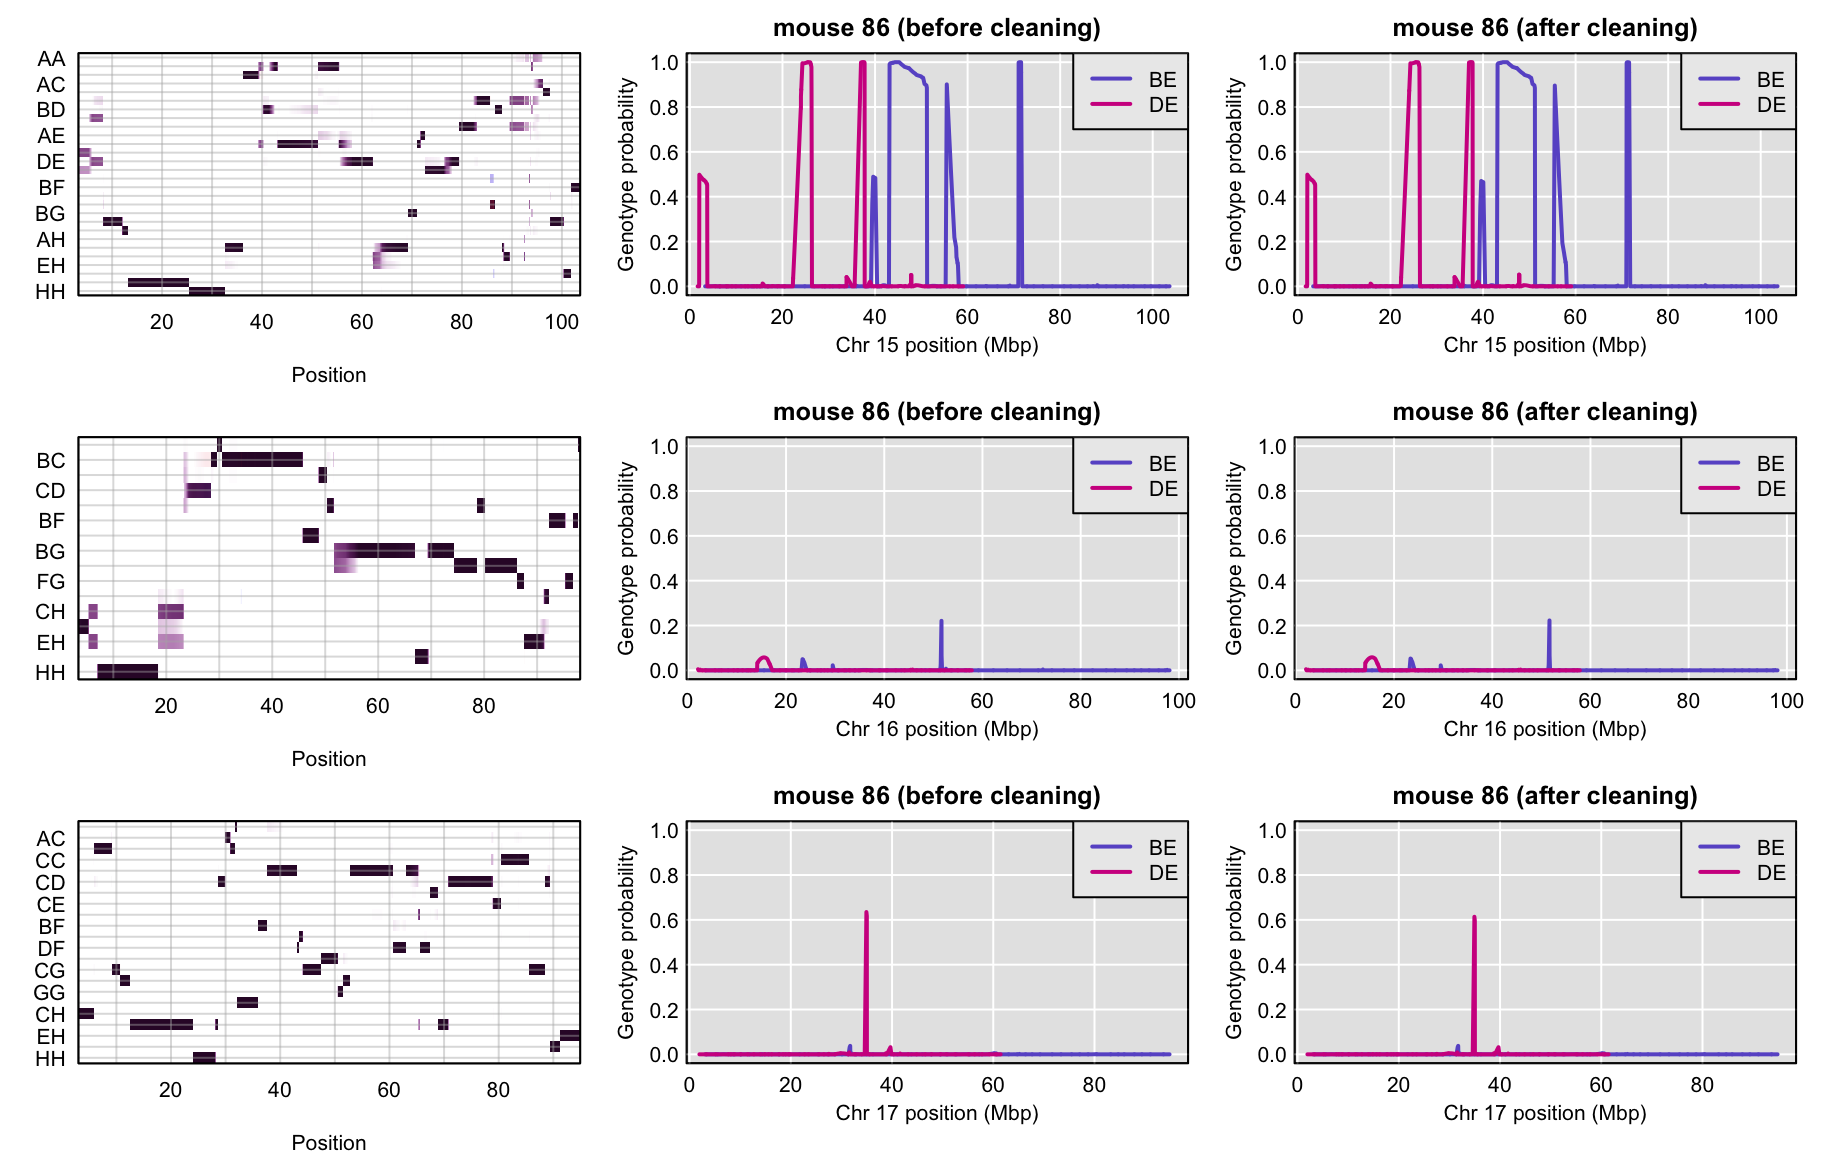 AA
AC
BD
AE
DE
BF
BG
AH
EH
HH
20 40 60 80 100
Position
mouse 86 (before cleaning)
Genotype probability
1.0
0.8
0.6
0.4
0.2
0.0
BE
DE
0 20 40 60 80 100
Chr 15 position (Mbp)
mouse 86 (after cleaning)
Genotype probability
1.0
0.8
0.6
0.4
0.2
0.0
BE
DE
0 20 40 60 80 100
Chr 15 position (Mbp)
BC
CD
BF
BG
FG
CH
EH
HH
20 40 60 80
Position
mouse 86 (before cleaning)
Genotype probability
1.0
0.8
0.6
0.4
0.2
0.0
BE
DE
0 20 40 60 80 100
Chr 16 position (Mbp)
mouse 86 (after cleaning)
Genotype probability
1.0
0.8
0.6
0.4
0.2
0.0
BE
DE
0 20 40 60 80 100
Chr 16 position (Mbp)
AC
CC
CD
CE
BF
DF
CG
GG
CH
EH
HH
20 40 60 80
Position
mouse 86 (before cleaning)
Genotype probability
1.0
0.8
0.6
0.4
0.2
0.0
BE
DE
0 20 40 60 80
Chr 17 position (Mbp)
mouse 86 (after cleaning)
Genotype probability
1.0
0.8
0.6
0.4
0.2
0.0
BE
DE
0 20 40 60 80
Chr 17 position (Mbp)